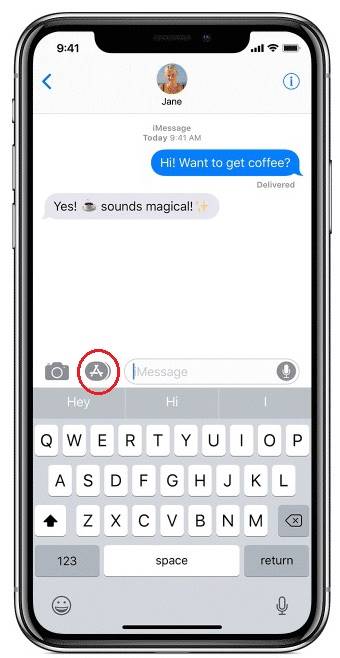 9:41
Jane
iMessage
Today 9:41 AM
Hi! Want to get coffee?
Delivered
Yes! ☕ sounds magical!✨
iMessage
Hey Hi I
Q W E R T Y U I O P
A S D F G H J K L
Z X C V B N M
123 space return